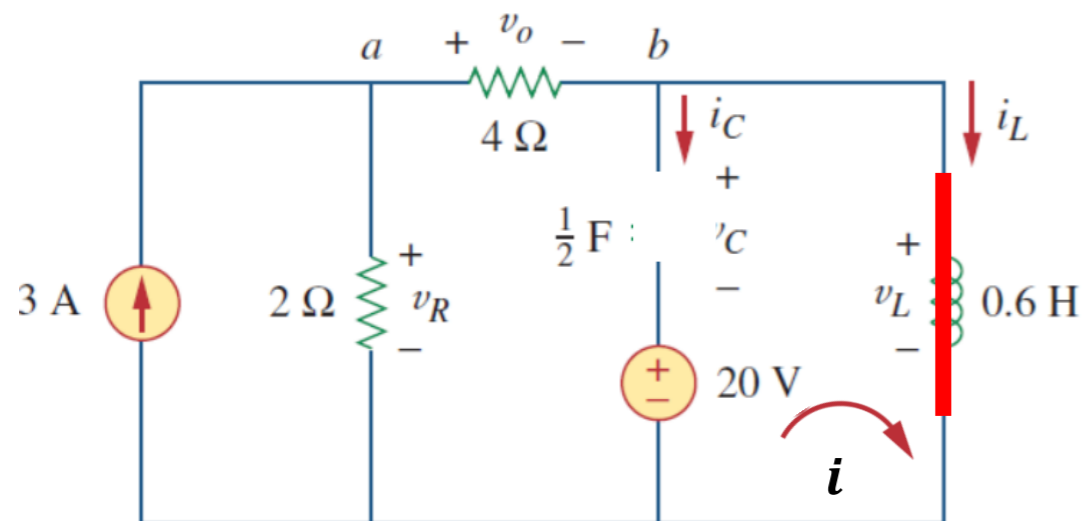 a + v_o − b
4 Ω
i_C
i_L
+
½ F
C
−
3 A
2 Ω
+
v_R
−
+
v_L
−
0.6 H
+
−
20 V
i